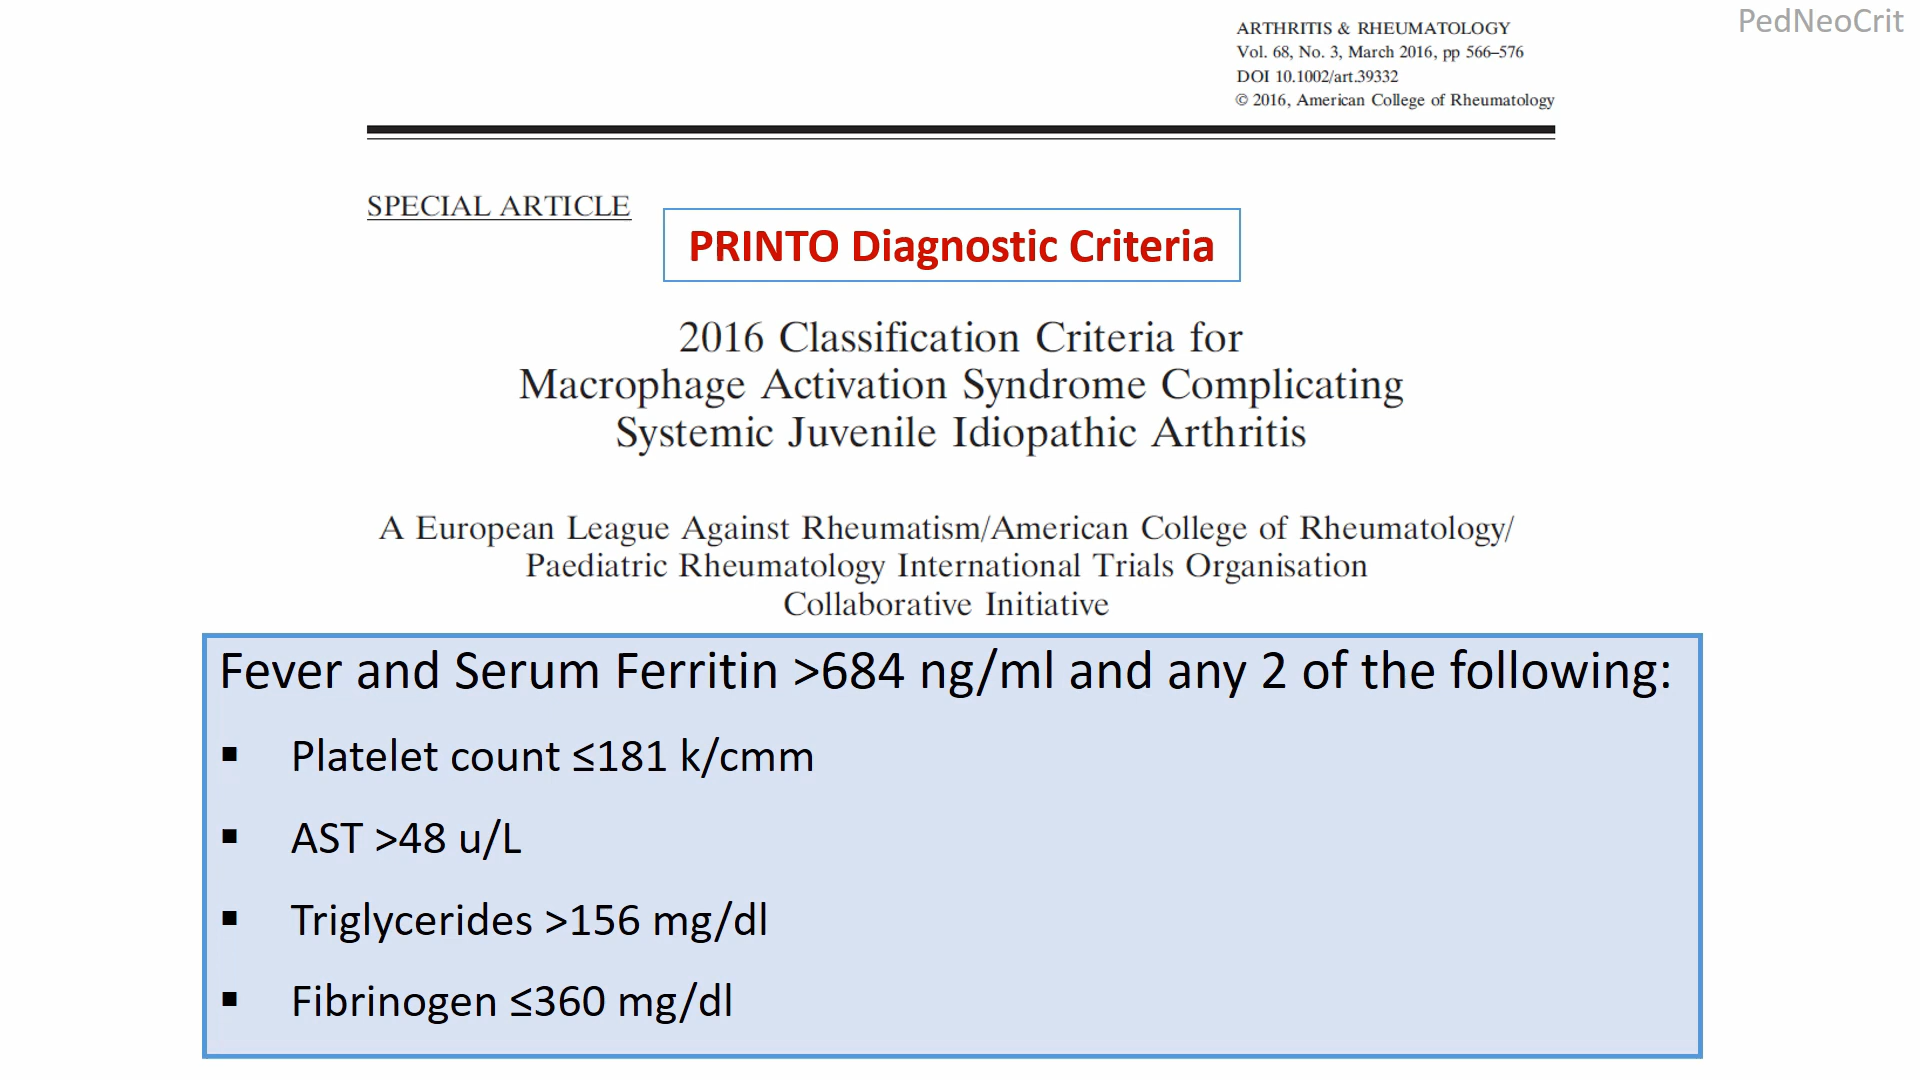 PedNeoCrit
ARTHRITIS & RHEUMATOLOGY
Vol. 68, No. 3, March 2016, pp 566–576
DOI 10.1002/art.39332
© 2016, American College of Rheumatology
SPECIAL ARTICLE
PRINTO Diagnostic Criteria
2016 Classification Criteria for
Macrophage Activation Syndrome Complicating
Systemic Juvenile Idiopathic Arthritis
A European League Against Rheumatism/American College of Rheumatology/
Paediatric Rheumatology International Trials Organisation
Collaborative Initiative
Fever and Serum Ferritin >684 ng/ml and any 2 of the following:
▪ Platelet count ≤181 k/cmm
▪ AST >48 u/L
▪ Triglycerides >156 mg/dl
▪ Fibrinogen ≤360 mg/dl